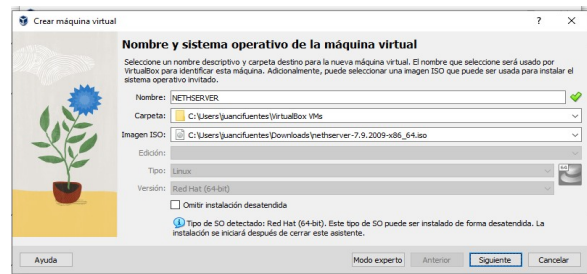 Crear máquina virtual
Nombre y sistema operativo de la máquina virtual
Seleccione un nombre descriptivo y carpeta destino para la nueva máquina virtual. El nombre que seleccione será usado por
VirtualBox para identificar esta máquina. Adicionalmente, puede seleccionar una imagen ISO que puede ser usada para instalar el
sistema operativo invitado.
Nombre: NETHSERVER
Carpeta: C:\Users\juancifuentes\VirtualBox VMs
Imagen ISO: C:\Users\juancifuentes\Downloads\nethserver-7.9.2009-x86_64.iso
Edición:
Tipo: Linux
Versión: Red Hat (64-bit)
Omitir instalación desatendida
Tipo de SO detectado: Red Hat (64-bit). Este tipo de SO puede ser instalado de forma desatendida. La
instalación se iniciará después de cerrar este asistente.
Ayuda Modo experto Anterior Siguiente Cancelar